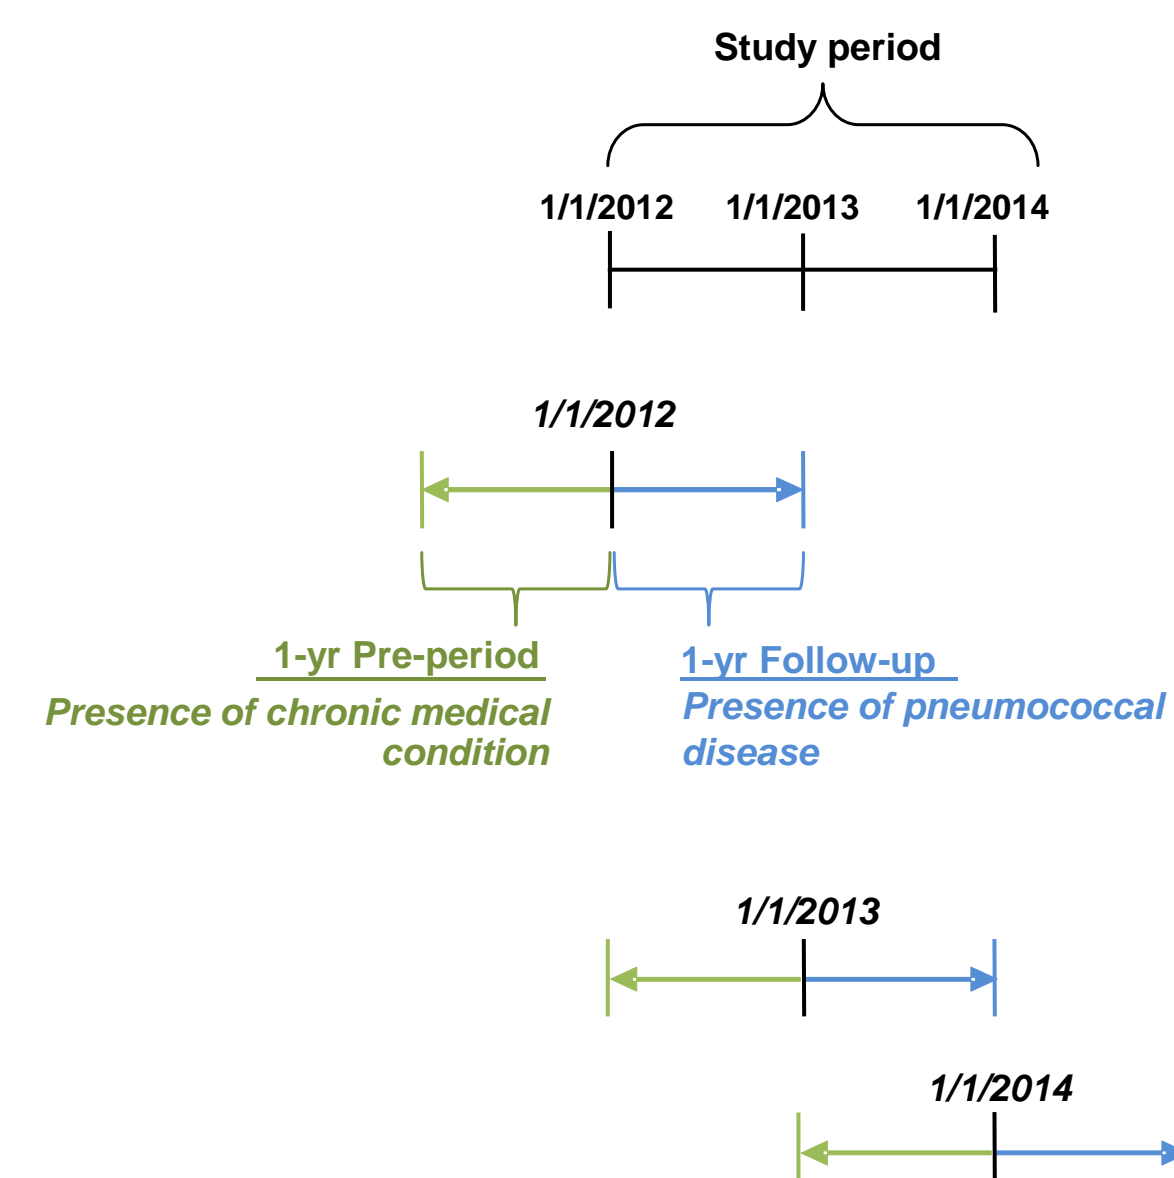 Study period
1/1/2012 1/1/2013 1/1/2014
1/1/2012
1-yr Pre-period
Presence of chronic medical
condition
1-yr Follow-up
Presence of pneumococcal
disease
1/1/2013
1/1/2014